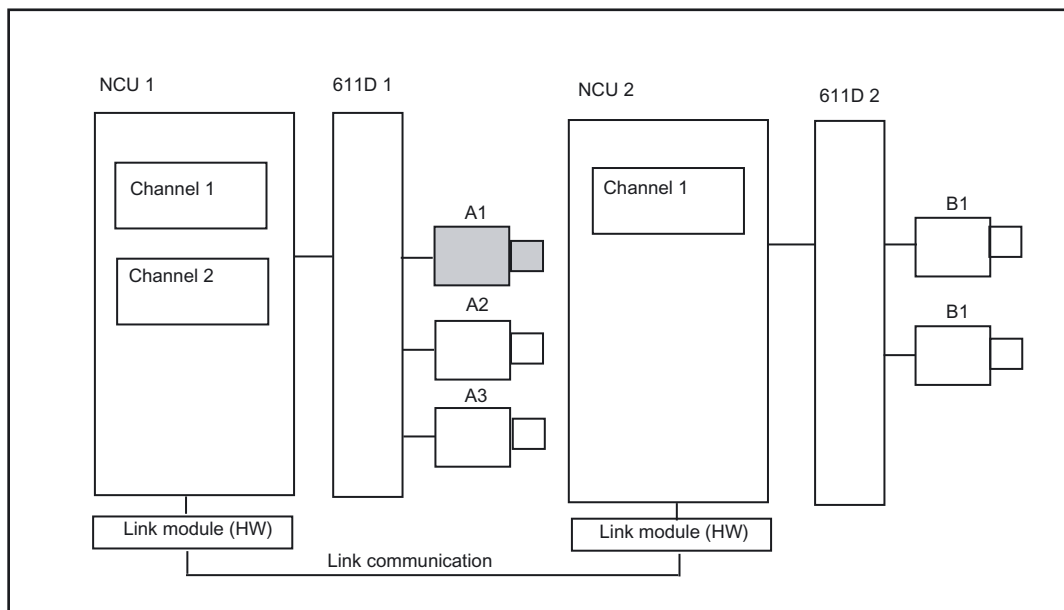 NCU 1
611D 1
NCU 2
611D 2
Channel 1
Channel 2
A1
A2
A3
Channel 1
B1
B1
Link module (HW)
Link module (HW)
Link communication